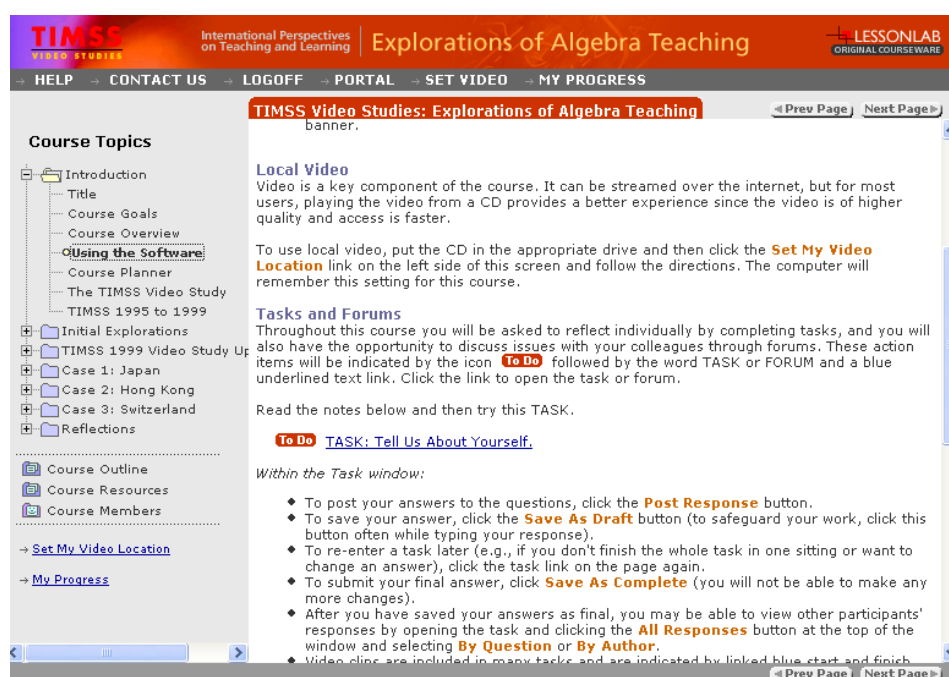 TIMSS
VIDEO STUDIES
International Perspectives
on Teaching and Learning
Explorations of Algebra Teaching
LESSONLAB
ORIGINAL COURSEWARE
→ HELP → CONTACT US → LOGOFF → PORTAL → SET VIDEO → MY PROGRESS
TIMSS Video Studies: Explorations of Algebra Teaching
Prev Page Next Page
Course Topics
Introduction
Title
Course Goals
Course Overview
Using the Software
Course Planner
The TIMSS Video Study
TIMSS 1995 to 1999
Initial Explorations
TIMSS 1999 Video Study Up
Case 1: Japan
Case 2: Hong Kong
Case 3: Switzerland
Reflections
Course Outline
Course Resources
Course Members
→ Set My Video Location
→ My Progress
banner.
Local Video
Video is a key component of the course. It can be streamed over the internet, but for most
users, playing the video from a CD provides a better experience since the video is of higher
quality and access is faster.
To use local video, put the CD in the appropriate drive and then click the Set My Video
Location link on the left side of this screen and follow the directions. The computer will
remember this setting for this course.
Tasks and Forums
Throughout this course you will be asked to reflect individually by completing tasks, and you will
also have the opportunity to discuss issues with your colleagues through forums. These action
items will be indicated by the icon To Do followed by the word TASK or FORUM and a blue
underlined text link. Click the link to open the task or forum.
Read the notes below and then try this TASK.
To Do TASK: Tell Us About Yourself.
Within the Task window:
◆ To post your answers to the questions, click the Post Response button.
◆ To save your answer, click the Save As Draft button (to safeguard your work, click this
button often while typing your response).
◆ To re-enter a task later (e.g., if you don't finish the whole task in one sitting or want to
change an answer), click the task link on the page again.
◆ To submit your final answer, click Save As Complete (you will not be able to make any
more changes).
◆ After you have saved your answers as final, you may be able to view other participants'
responses by opening the task and clicking the All Responses button at the top of the
window and selecting By Question or By Author.
◆ Video clips are included in many tasks and are indicated by linked blue start and finish
Prev Page Next Page